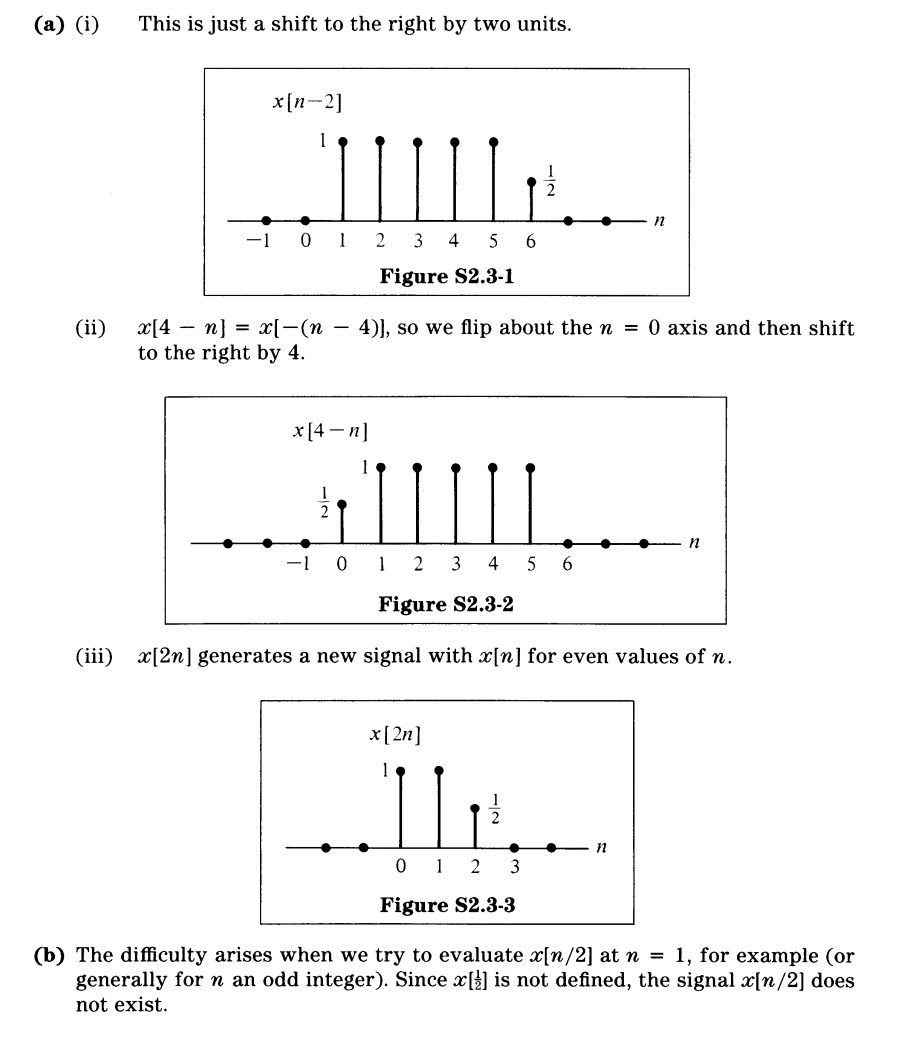 (a) (i) This is just a shift to the right by two units.
x[n−2]
1
1/2
n
−1 0 1 2 3 4 5 6
Figure S2.3-1
(ii) x[4 − n] = x[−(n − 4)], so we flip about the n = 0 axis and then shift
to the right by 4.
x[4−n]
1
1/2
n
−1 0 1 2 3 4 5 6
Figure S2.3-2
(iii) x[2n] generates a new signal with x[n] for even values of n.
x[2n]
1
1/2
n
0 1 2 3
Figure S2.3-3
(b) The difficulty arises when we try to evaluate x[n/2] at n = 1, for example (or
generally for n an odd integer). Since x[½] is not defined, the signal x[n/2] does
not exist.